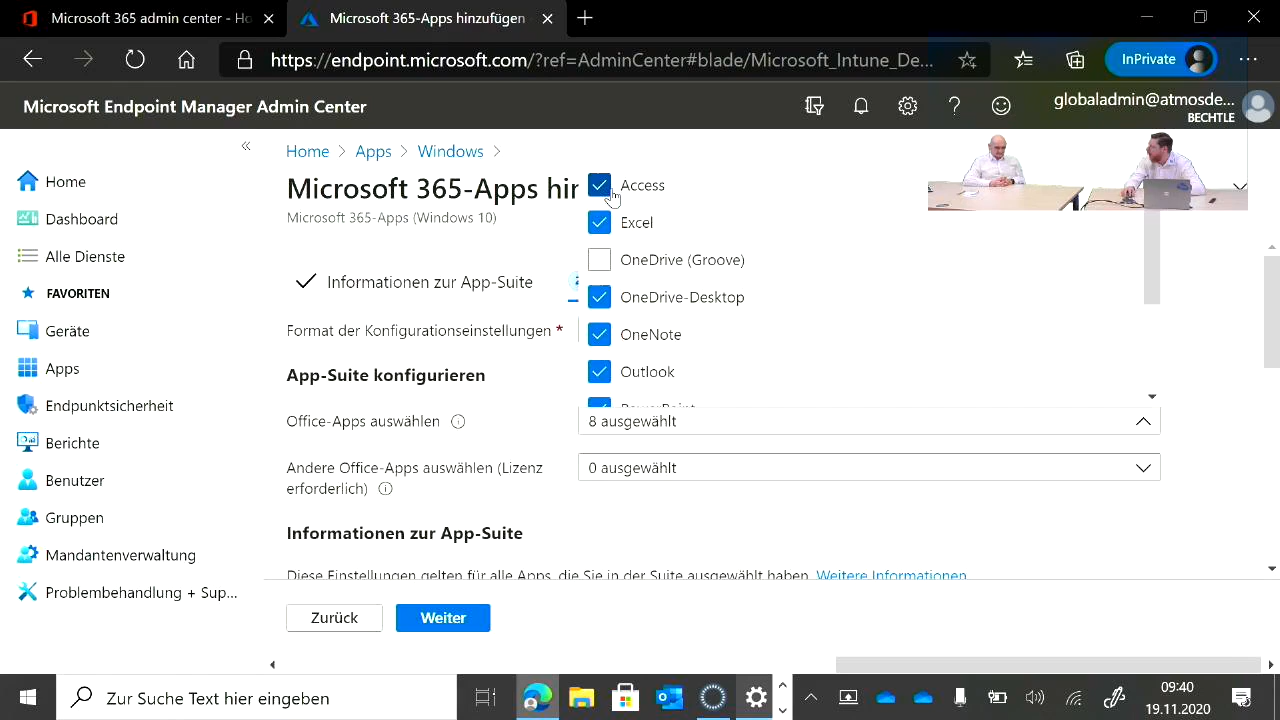 Microsoft 365 admin center - Ho
Microsoft 365-Apps hinzufügen
https://endpoint.microsoft.com/?ref=AdminCenter#blade/Microsoft_Intune_De...
InPrivate
Microsoft Endpoint Manager Admin Center
globaladmin@atmosde...
BECHTLE
Home
Dashboard
Alle Dienste
FAVORITEN
Geräte
Apps
Endpunktsicherheit
Berichte
Benutzer
Gruppen
Mandantenverwaltung
Problembehandlung + Sup...
Home > Apps > Windows >
Microsoft 365-Apps hin
Microsoft 365-Apps (Windows 10)
Informationen zur App-Suite
Format der Konfigurationseinstellungen *
App-Suite konfigurieren
Office-Apps auswählen
Access
Excel
OneDrive (Groove)
OneDrive-Desktop
OneNote
Outlook
PowerPoint
8 ausgewählt
Andere Office-Apps auswählen (Lizenz
erforderlich)
0 ausgewählt
Informationen zur App-Suite
Diese Einstellungen gelten für alle Apps, die Sie in der Suite ausgewählt haben. Weitere Informationen
Zurück
Weiter
Zur Suche Text hier eingeben
09:40
19.11.2020